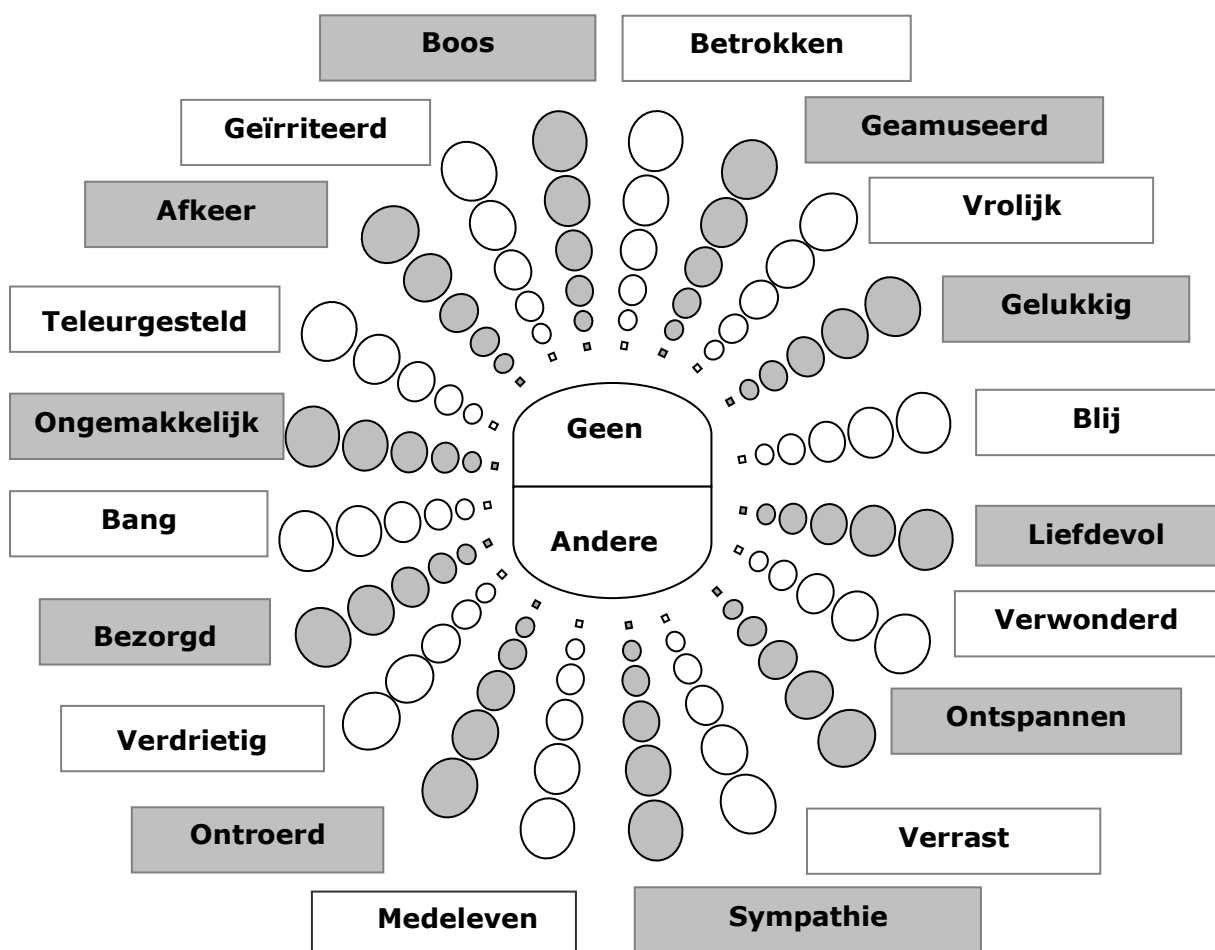 Boos
Betrokken
Geïrriteerd
Geamuseerd
Afkeer
Vrolijk
Gelukkig
Teleurgesteld
Ongemakkelijk
Geen
Blij
Bang
Andere
Liefdevol
Bezorgd
Verwonderd
Verdrietig
Ontspannen
Ontroerd
Verrast
Medeleven
Sympathie